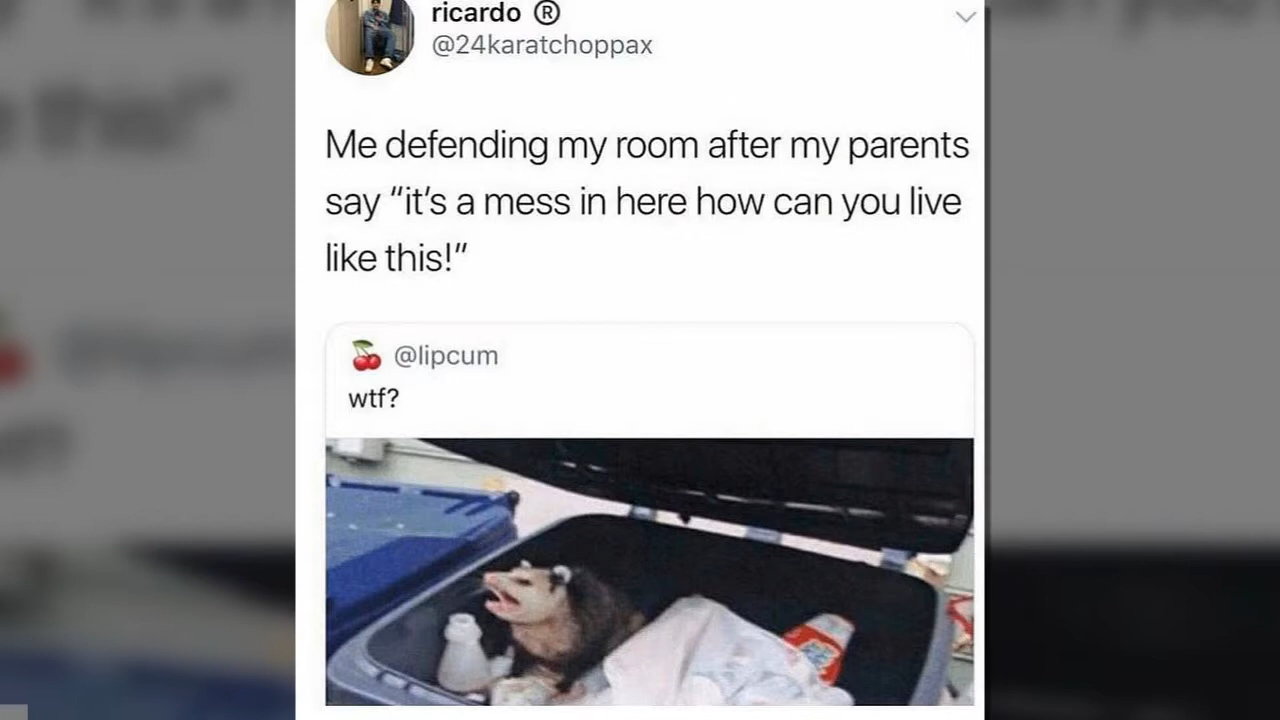 ricardo ®
@24karatchoppax
Me defending my room after my parents
say “it's a mess in here how can you live
like this!”
@lipcum
wtf?